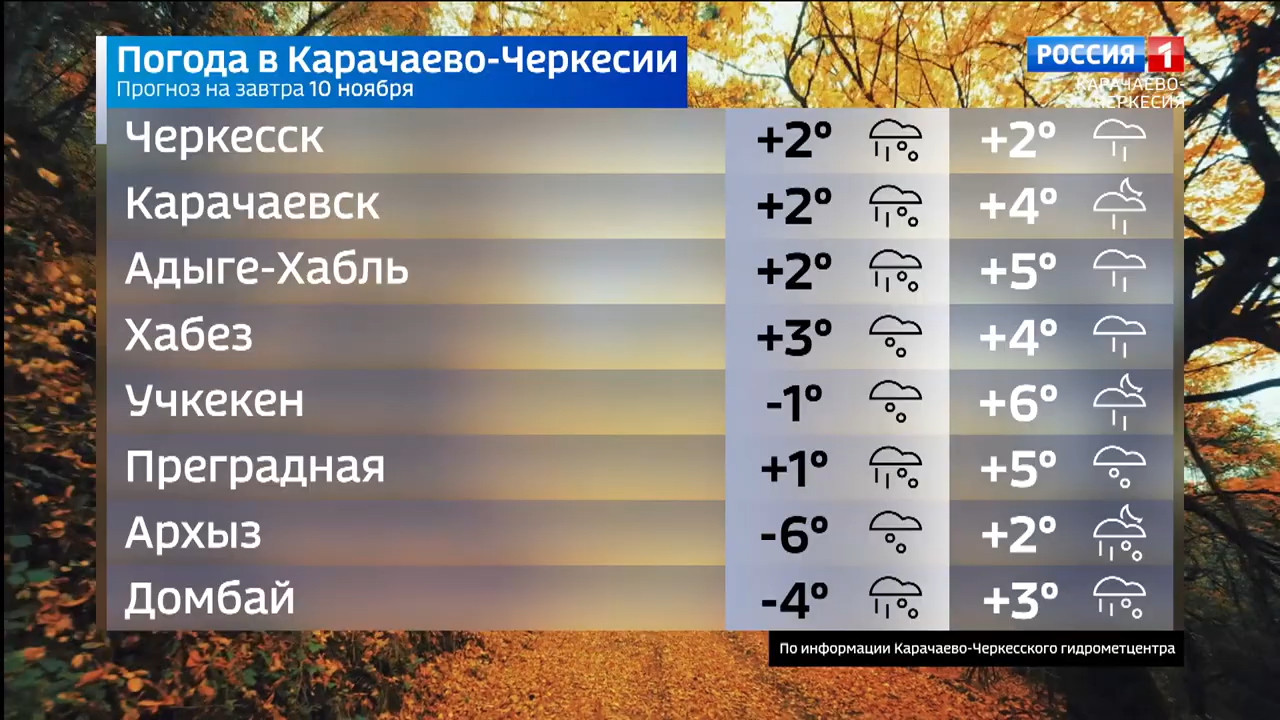 Погода в Карачаево-Черкесии
Прогноз на завтра 10 ноября
РОССИЯ 1
КАРАЧАЕВО-
ЧЕРКЕСИЯ
Черкесск +2° +2°
Карачаевск +2° +4°
Адыге-Хабль +2° +5°
Хабез +3° +4°
Учкекен -1° +6°
Преградная +1° +5°
Архыз -6° +2°
Домбай -4° +3°
По информации Карачаево-Черкесского гидрометцентра